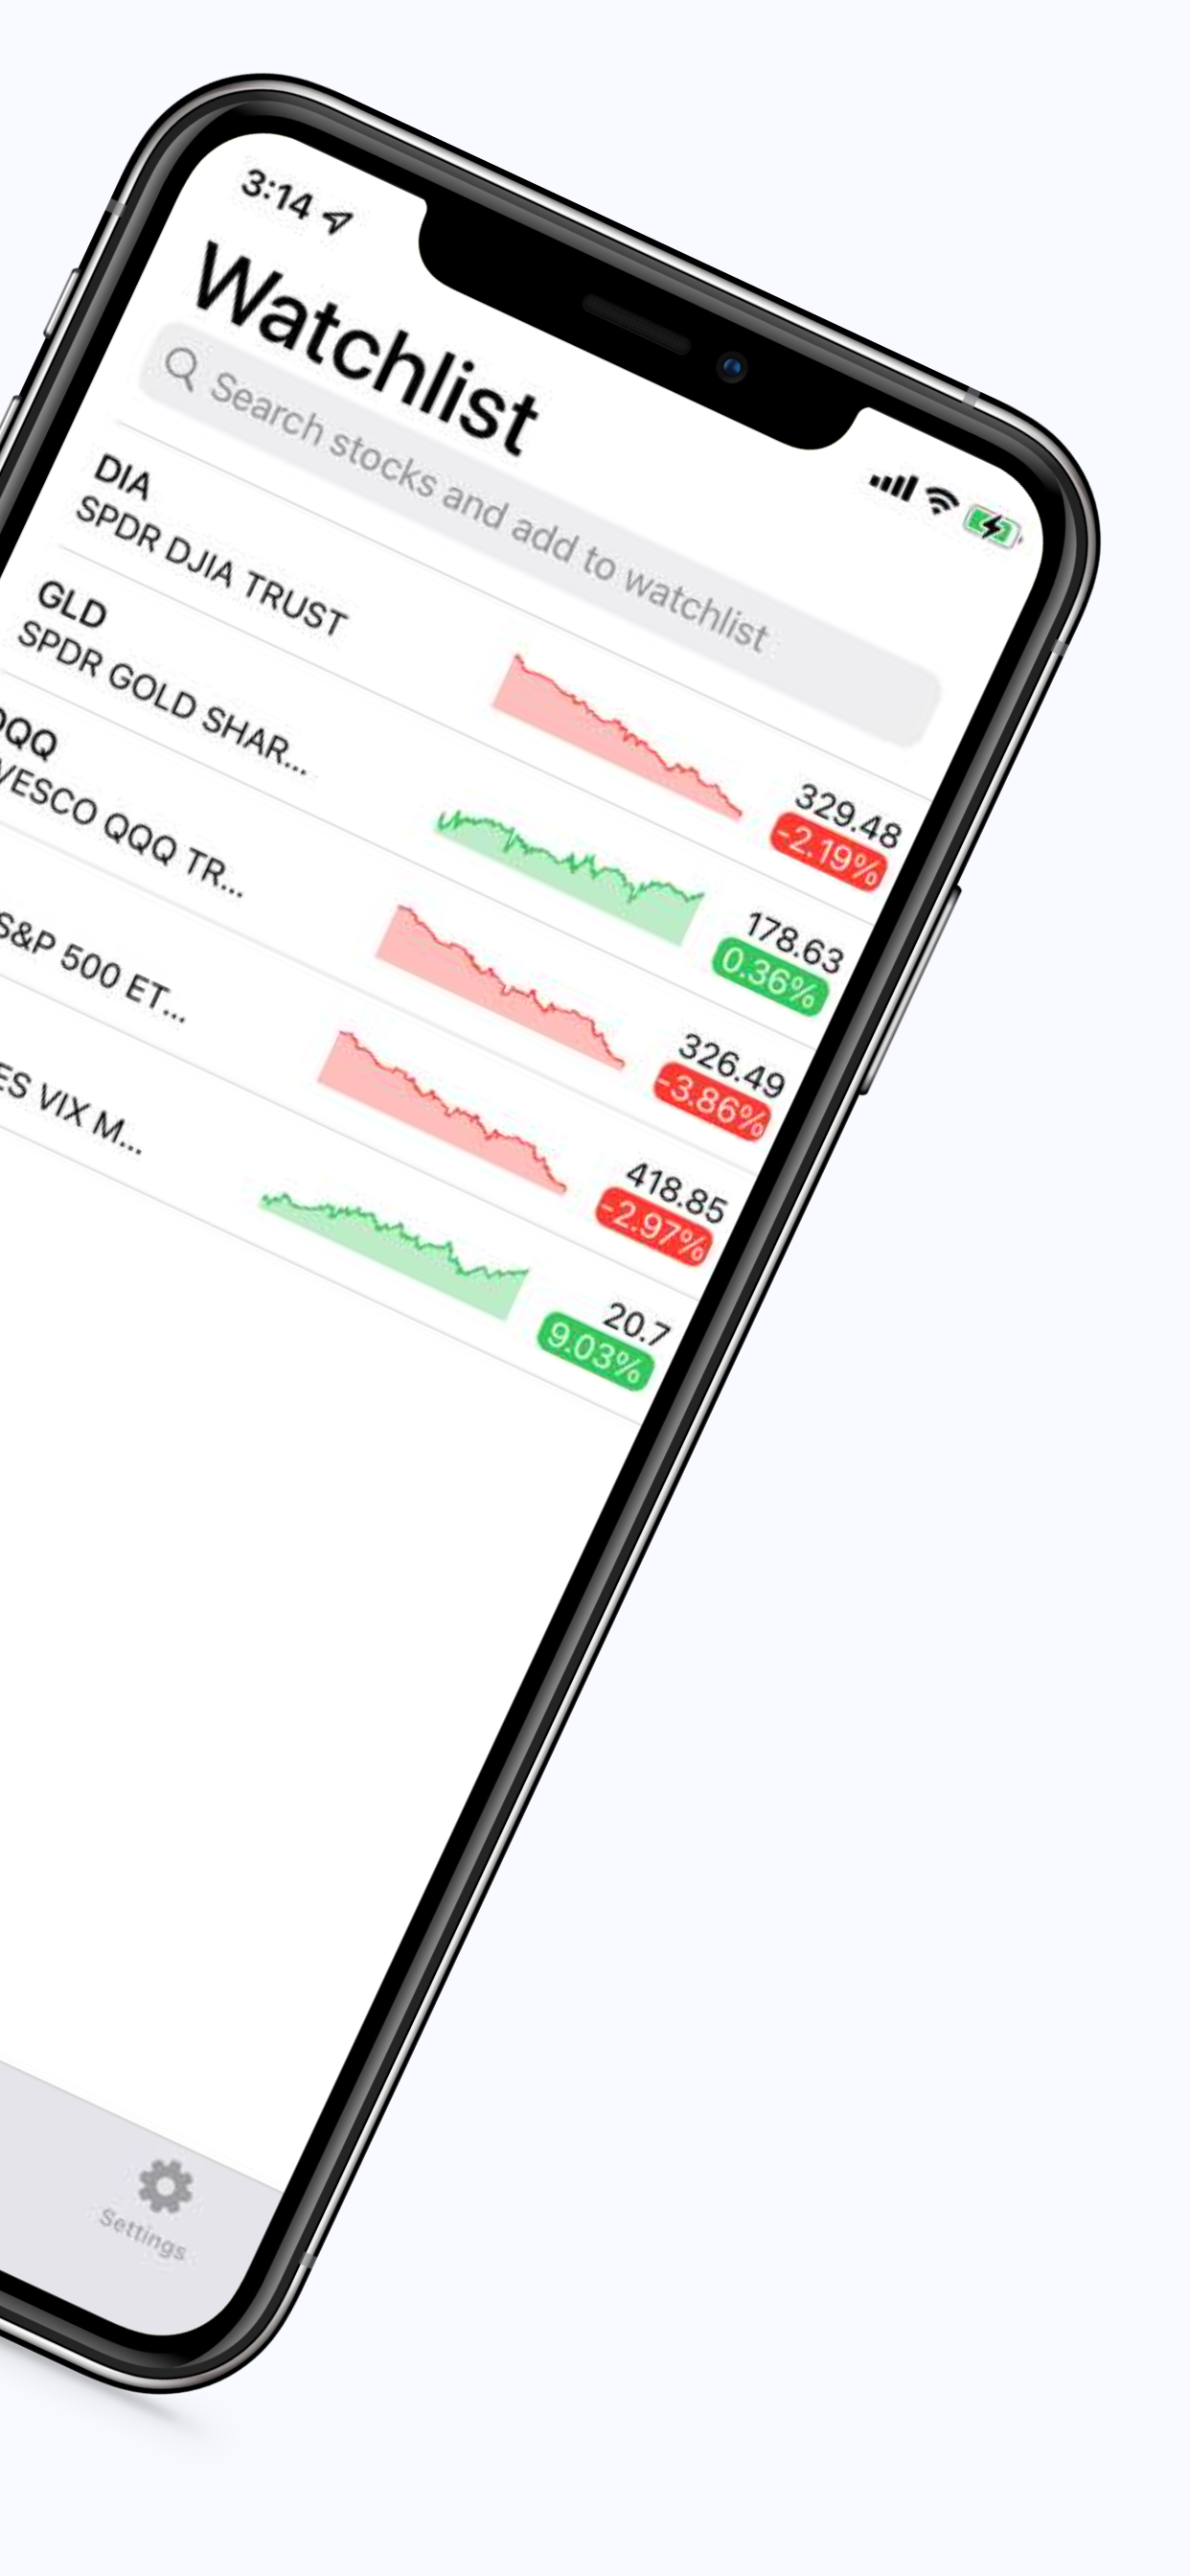 3:14
Watchlist
Search stocks and add to watchlist
DIA
SPDR DJIA TRUST
329.48
-2.19%
GLD
SPDR GOLD SHAR...
178.63
0.36%
QQQ
VESCO QQQ TR...
326.49
-3.86%
S&P 500 ET...
418.85
-2.97%
ES VIX M...
20.7
9.03%
Settings